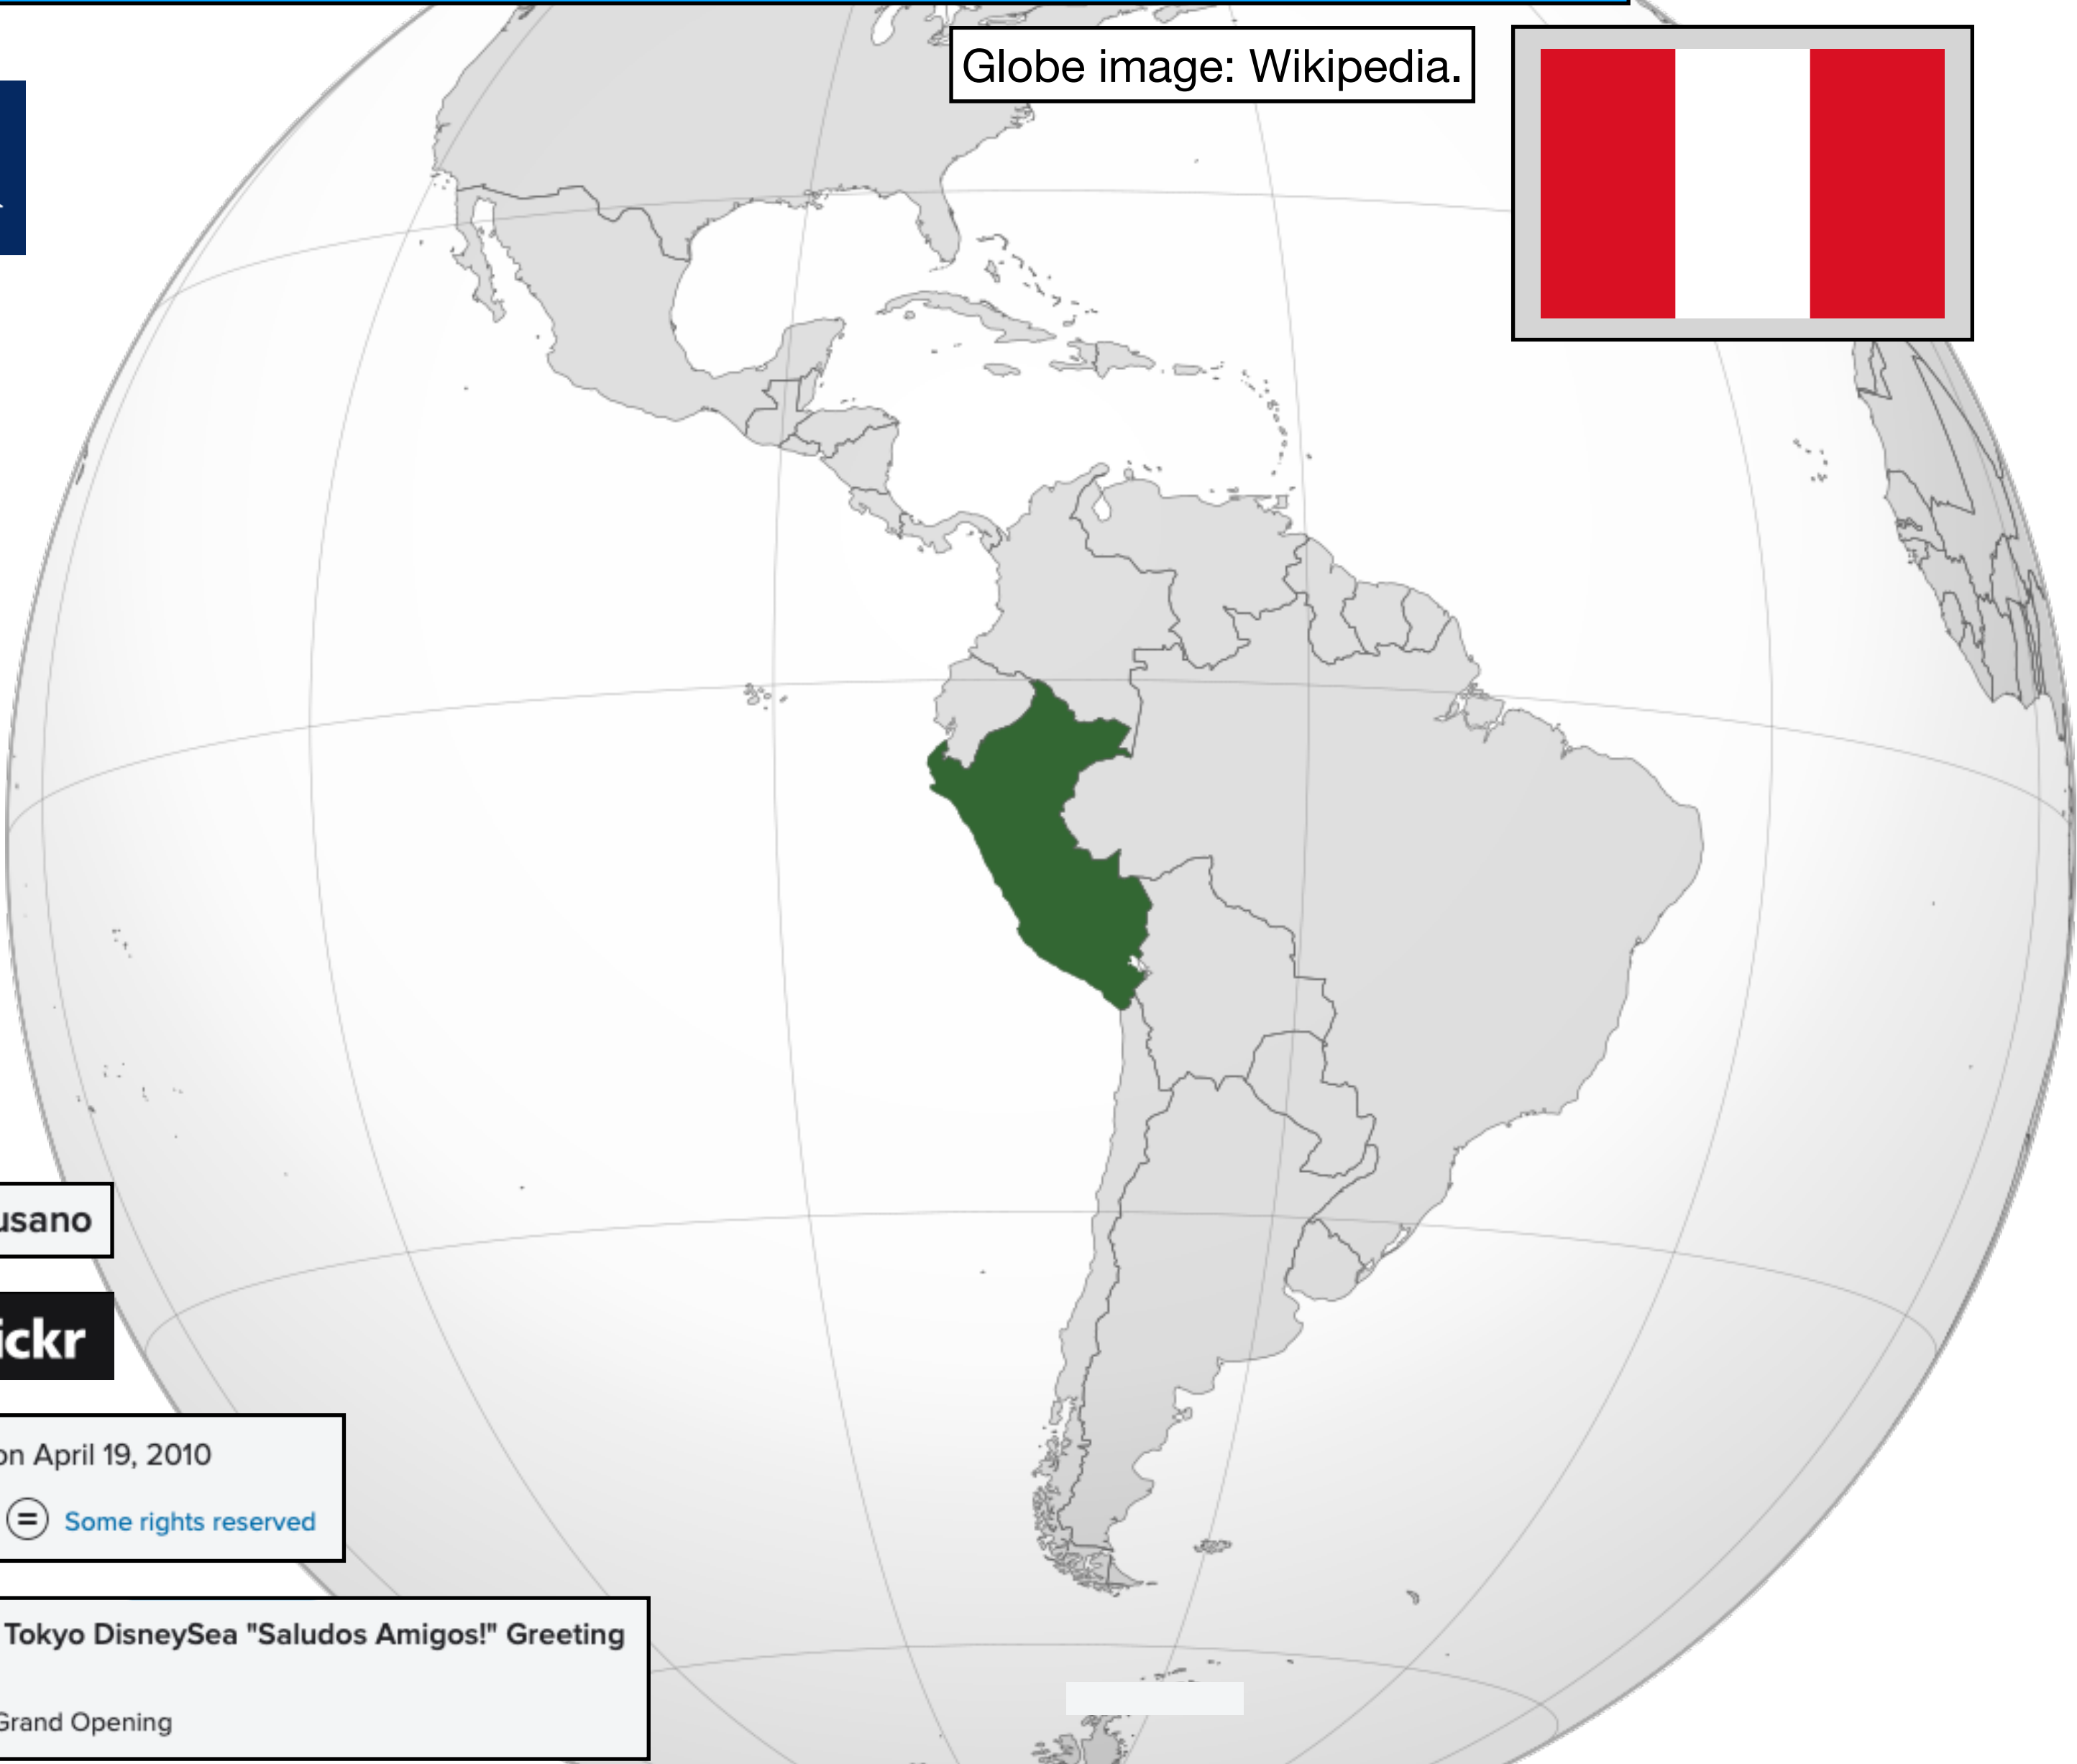 Globe image: Wikipedia.
usano
ickr
on April 19, 2010
= Some rights reserved
Tokyo DisneySea "Saludos Amigos!" Greeting
Grand Opening